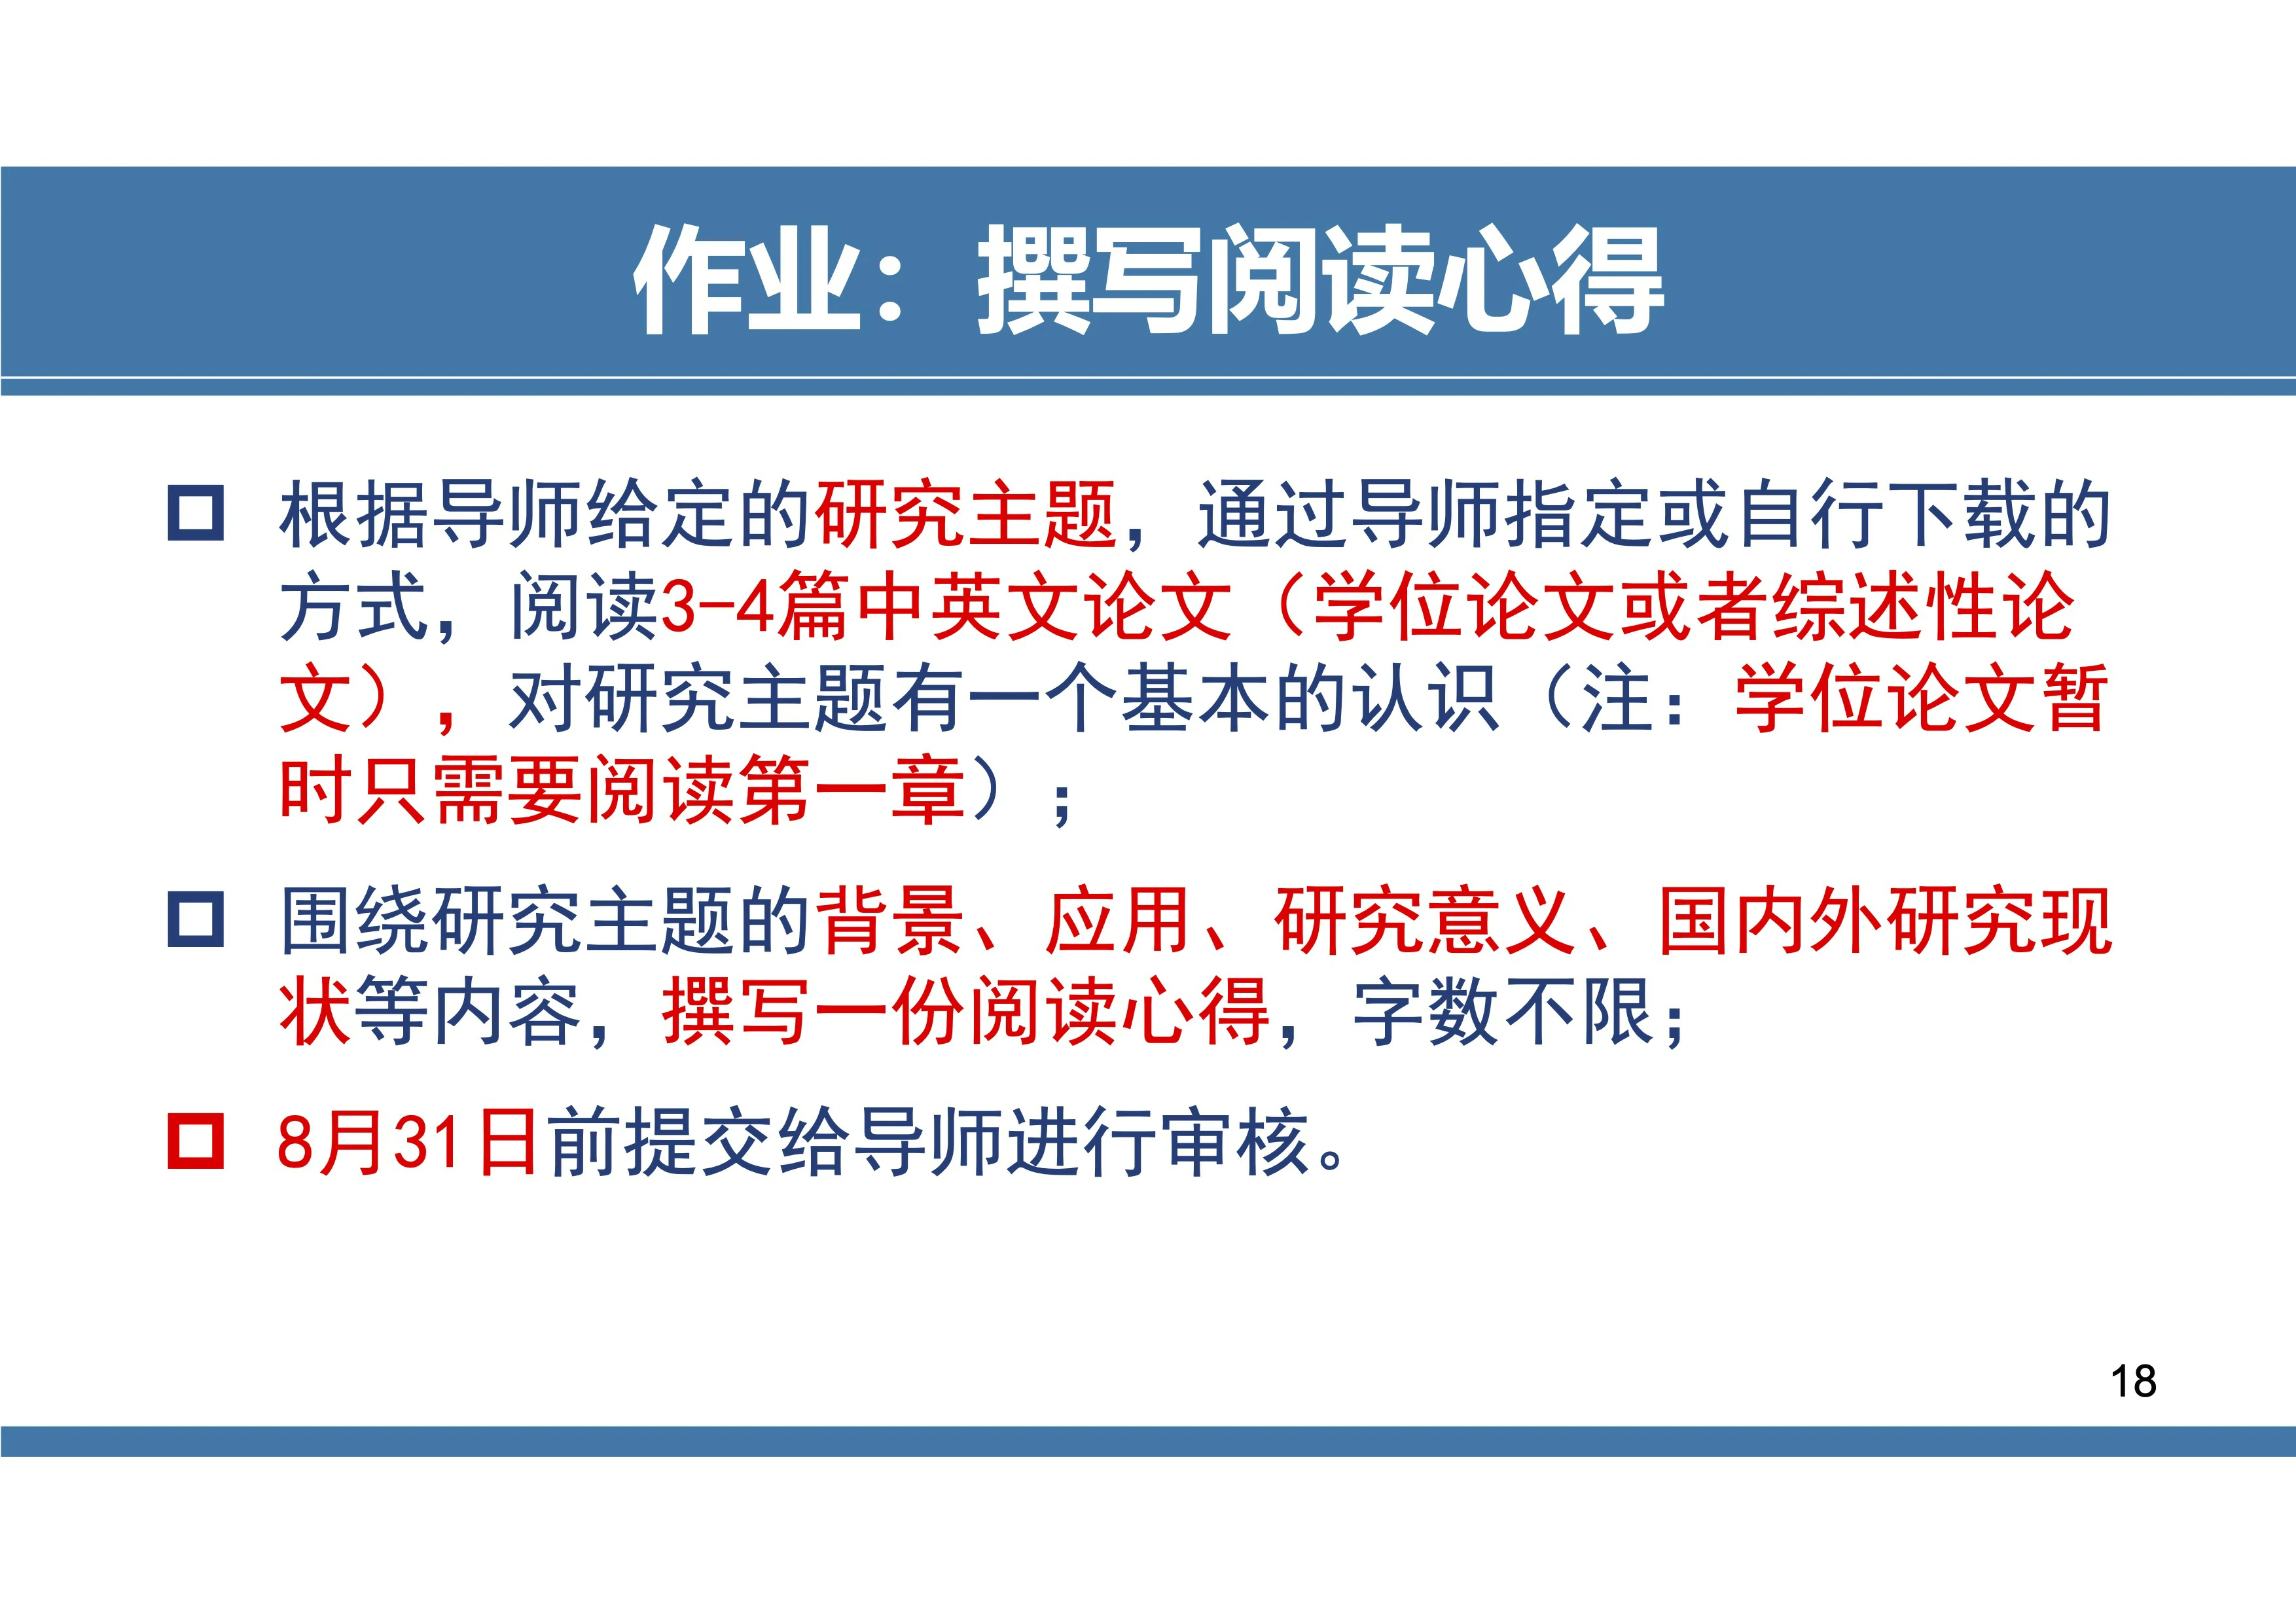 作业：撰写阅读心得
根据导师给定的研究主题，通过导师指定或自行下载的
方式，阅读3-4篇中英文论文（学位论文或者综述性论
文），对研究主题有一个基本的认识（注：学位论文暂
时只需要阅读第一章）；
围绕研究主题的背景、应用、研究意义、国内外研究现
状等内容，撰写一份阅读心得，字数不限；
8月31日前提交给导师进行审核。
18